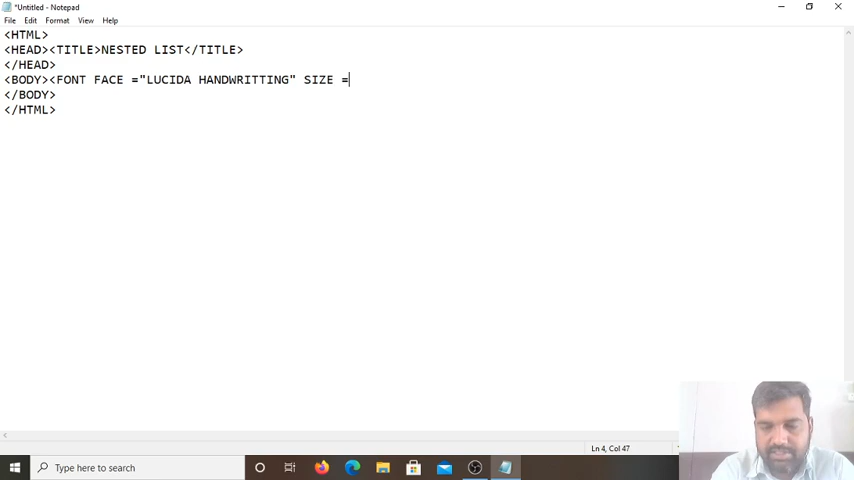 *Untitled - Notepad
File Edit Format View Help
<HTML>
<HEAD><TITLE>NESTED LIST</TITLE>
</HEAD>
<BODY><FONT FACE ="LUCIDA HANDWRITTING" SIZE =
</BODY>
</HTML>
Ln 4, Col 47
Type here to search